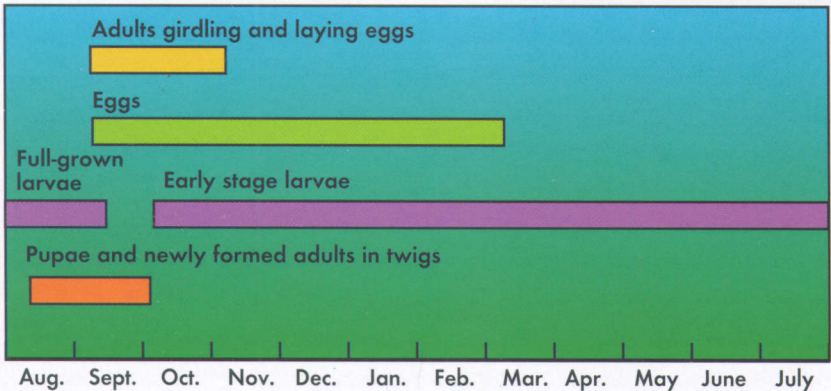 Adults girdling and laying eggs
Eggs
Full-grown
larvae
Early stage larvae
Pupae and newly formed adults in twigs
Aug. Sept. Oct. Nov. Dec. Jan. Feb. Mar. Apr. May June July